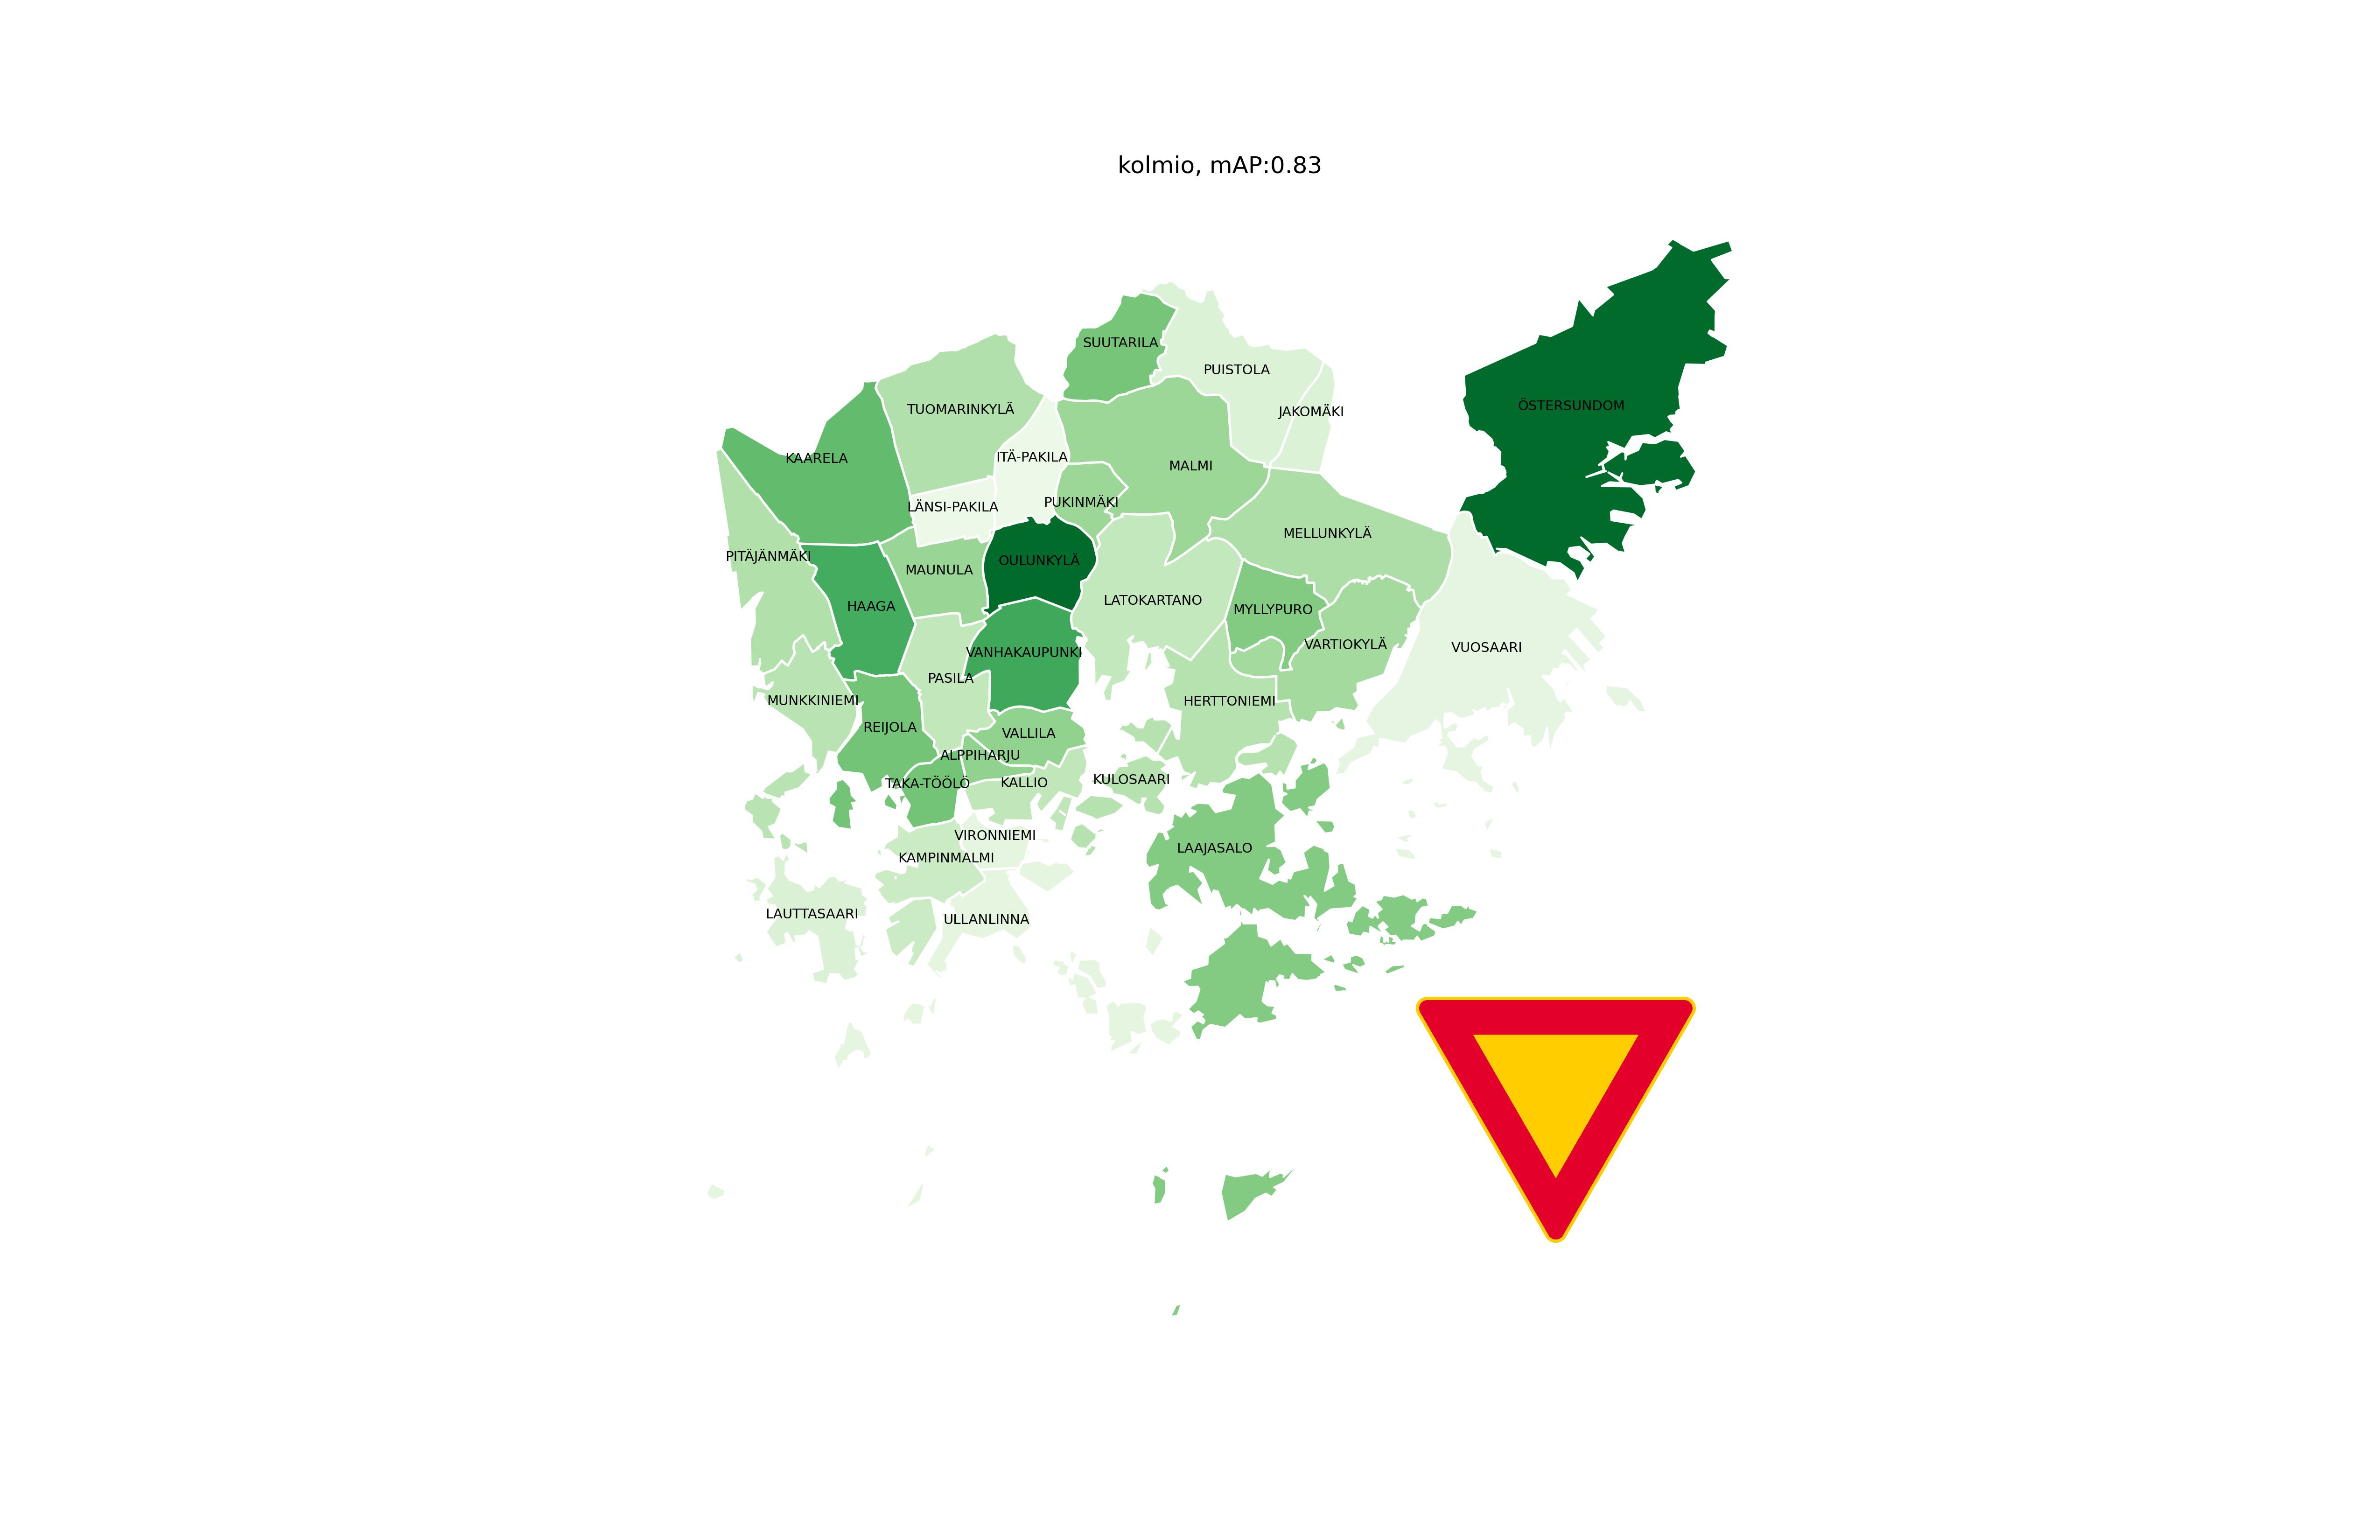 kolmio, mAP:0.83
SUUTARILA
PUISTOLA
ÖSTERSUNDOM
TUOMARINKYLÄ
JAKOMÄKI
KAARELA
ITÄ-PAKILA
MALMI
PUKINMÄKI
LÄNSI-PAKILA
MELLUNKYLÄ
PITÄJÄNMÄKI
OULUNKYLÄ
MAUNULA
LATOKARTANO
HAAGA
MYLLYPURO
VARTIOKYLÄ
VUOSAARI
VANHAKAUPUNKI
PASILA
MUNKKINIEMI
HERTTONIEMI
REIJOLA
VALLILA
ALPPIHARJU
KULOSAARI
TAKA-TÖÖLÖ
KALLIO
VIRONNIEMI
LAAJASALO
KAMPINMALMI
LAUTTASAARI
ULLANLINNA